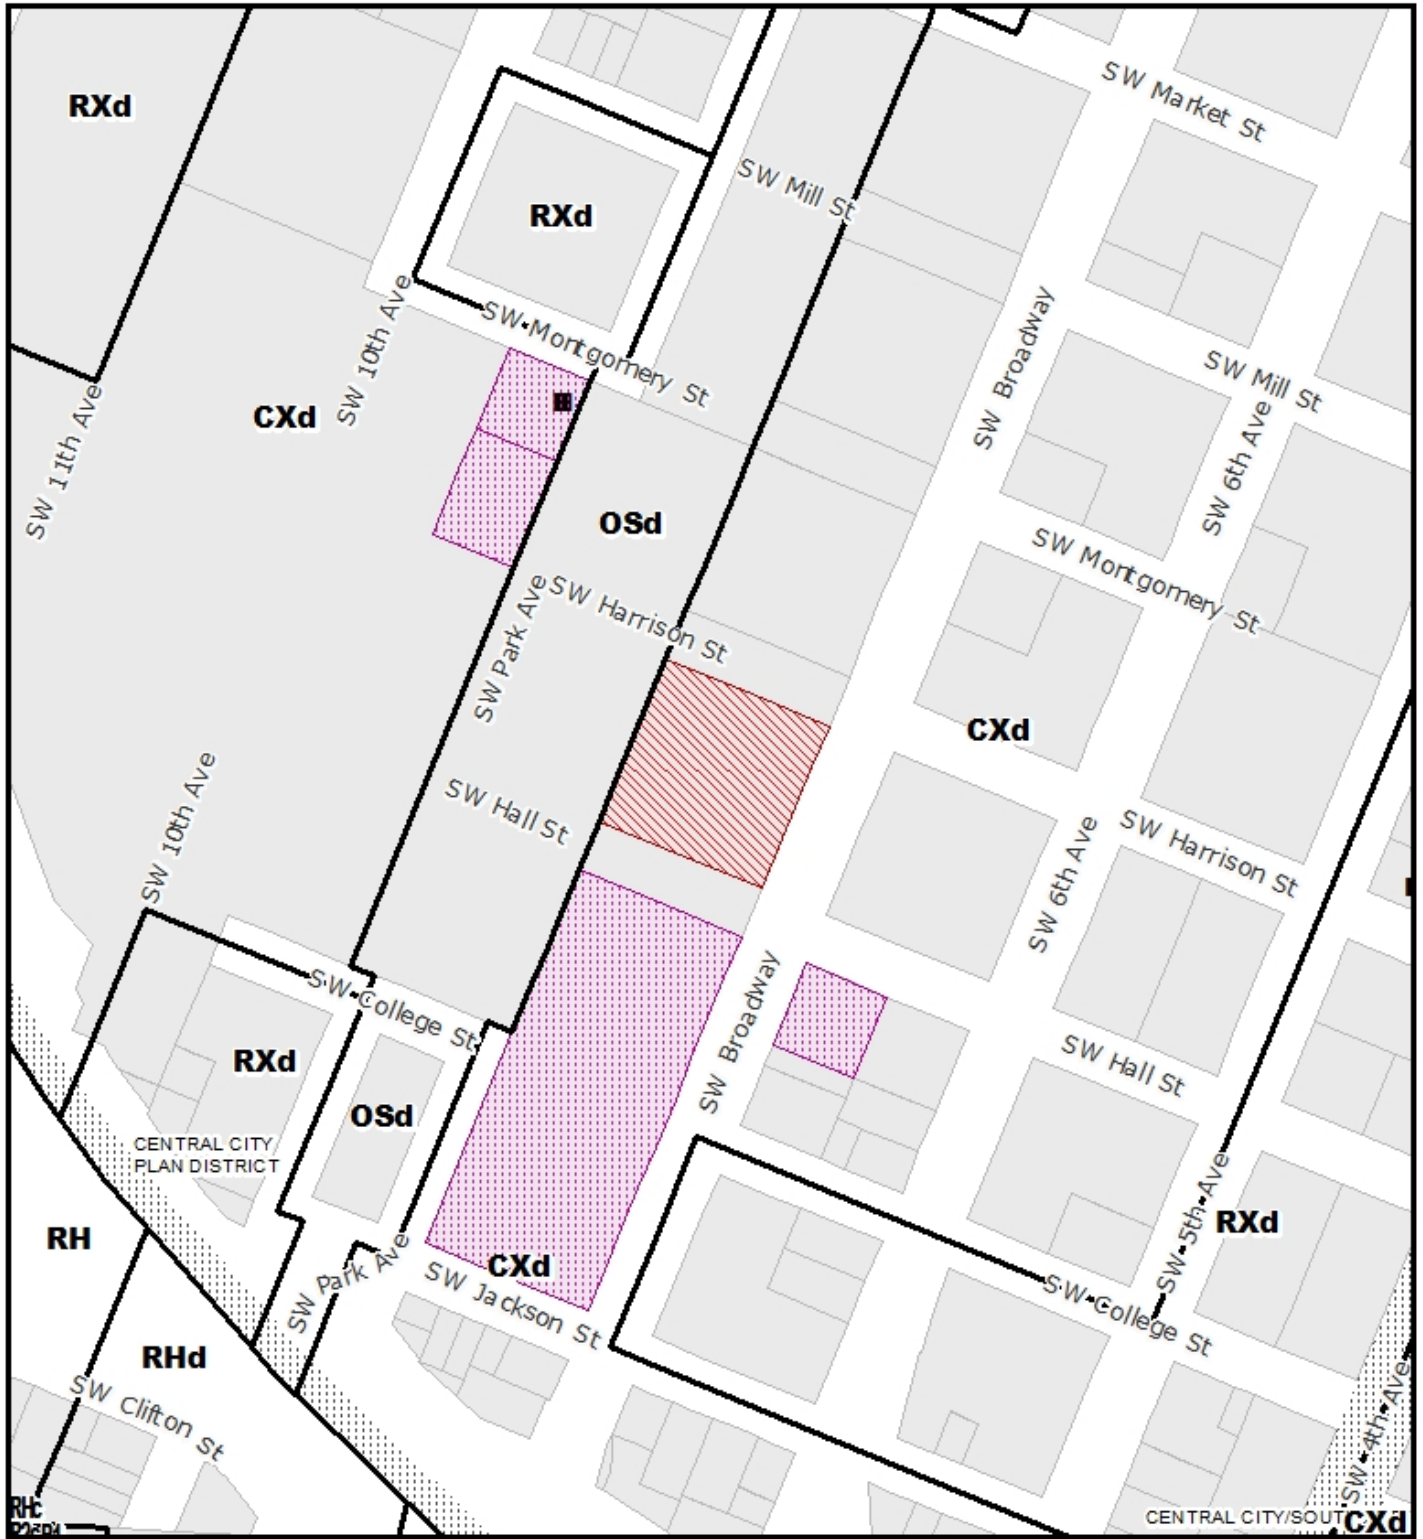 SW Market St
RXd
SW Mill St
RXd
SW 10th Ave
SW Montgomery St
SW Broadway
SW Mill St
SW 11th Ave
CXd
SW 6th Ave
OSd
SW Montgomery St
SW Harrison St
SW Park Ave
CXd
SW Hall St
SW 10th Ave
SW Harrison St
SW 6th Ave
SW College St
SW Broadway
RXd
SW Hall St
OSd
CENTRAL CITY
PLAN DISTRICT
SW 5th Ave
RXd
RH
SW Park Ave
CXd
SW Jackson St
SW College St
RHd
SW Clifton St
SW 4th Ave
RHc
CENTRAL CITY/SOUT
CXd